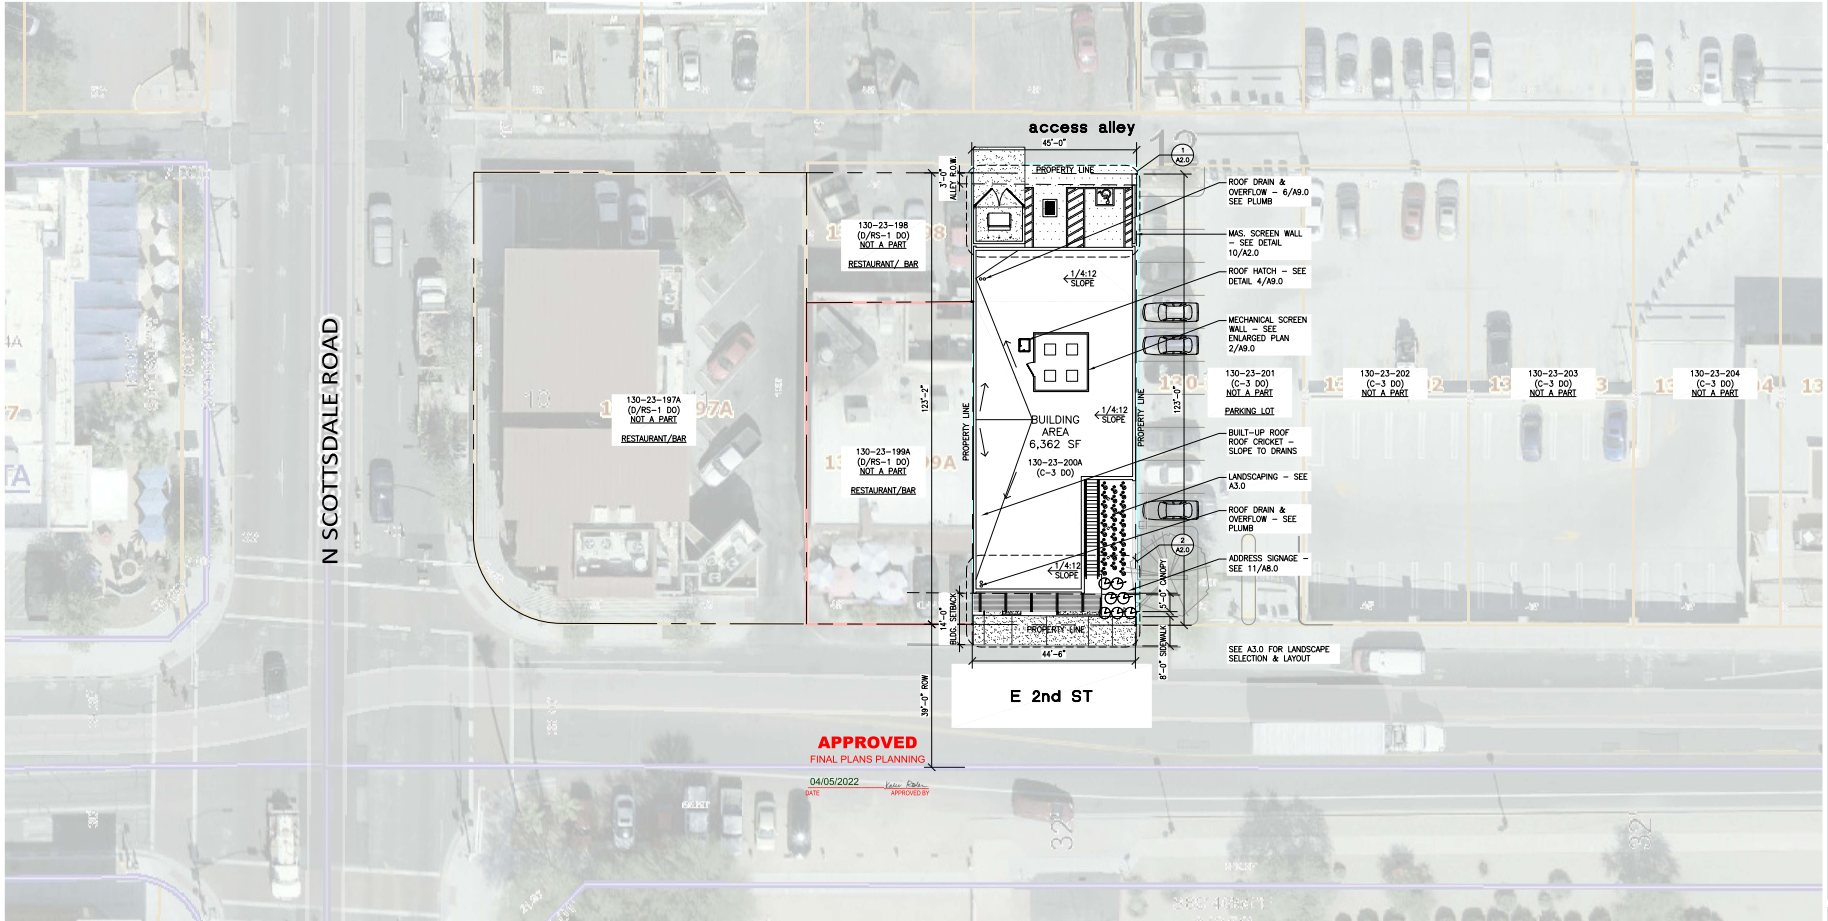 access alley
45'-0"
1
A2.0
3'-0"
ALLEY R.O.W.
PROPERTY LINE
130-23-198
(D/RS-1 DO)
NOT A PART
RESTAURANT/ BAR
ROOF DRAIN &
OVERFLOW - 6/A9.0
SEE PLUMB
MAS. SCREEN WALL
- SEE DETAIL
10/A2.0
1/4:12
SLOPE
ROOF HATCH - SEE
DETAIL 4/A9.0
MECHANICAL SCREEN
WALL - SEE
ENLARGED PLAN
2/A9.0
N SCOTTSDALE ROAD
130-23-197A
(D/RS-1 DO)
NOT A PART
RESTAURANT/BAR
123'-2"
PROPERTY LINE
BUILDING
AREA
6,362 SF
1/4:12
SLOPE
PROPERTY LINE
123'-0"
130-23-201
(C-3 DO)
NOT A PART
PARKING LOT
130-23-202
(C-3 DO)
NOT A PART
130-23-203
(C-3 DO)
NOT A PART
130-23-204
(C-3 DO)
NOT A PART
130-23-199A
(D/RS-1 DO)
NOT A PART
RESTAURANT/BAR
130-23-200A
(C-3 DO)
BUILT-UP ROOF
ROOF CRICKET -
SLOPE TO DRAINS
LANDSCAPING - SEE
A3.0
ROOF DRAIN &
OVERFLOW - SEE
PLUMB
2
A2.0
ADDRESS SIGNAGE -
SEE 11/A8.0
1/4:12
SLOPE
5'-0" CANOPY
14'-0"
BLDG. SETBACK
PROPERTY LINE
8'-0" SIDEWALK
44'-6"
SEE A3.0 FOR LANDSCAPE
SELECTION & LAYOUT
39'-0" ROW
E 2nd ST
APPROVED
FINAL PLANS PLANNING
04/05/2022
DATE
APPROVED BY